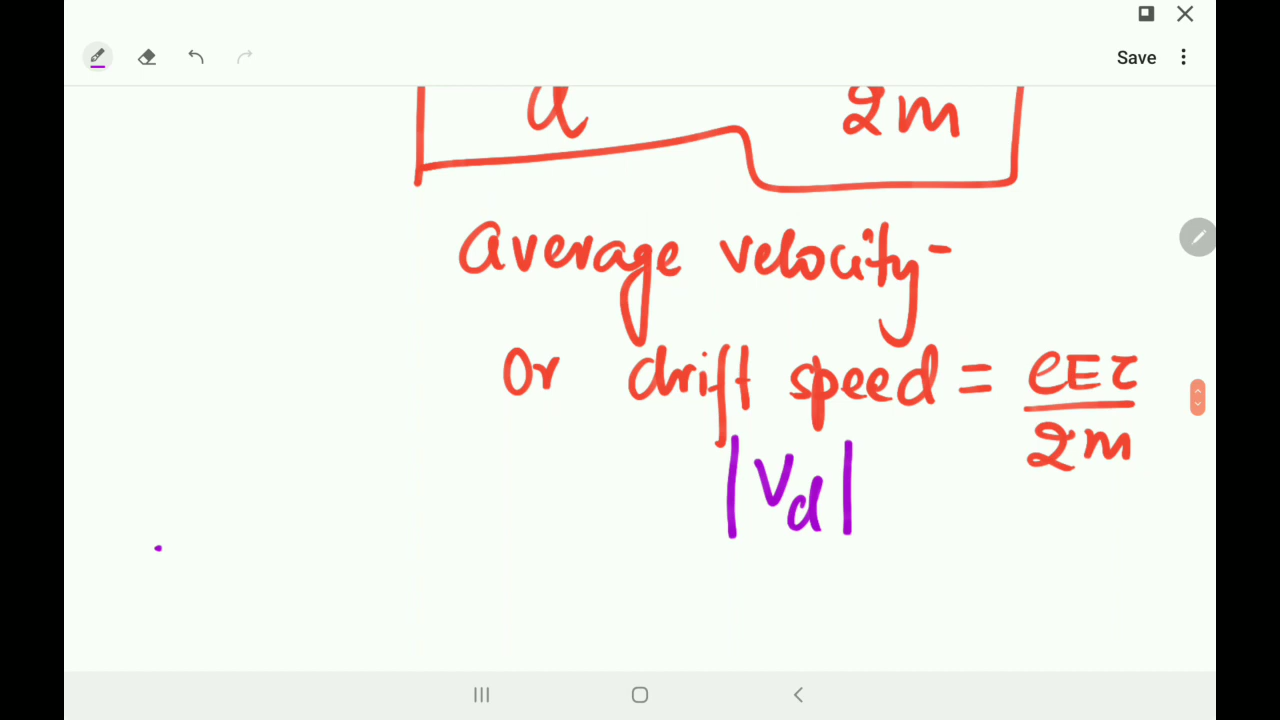 Save
d 2m
average velocity-
Or drift speed = eEτ/2m
|Vd|